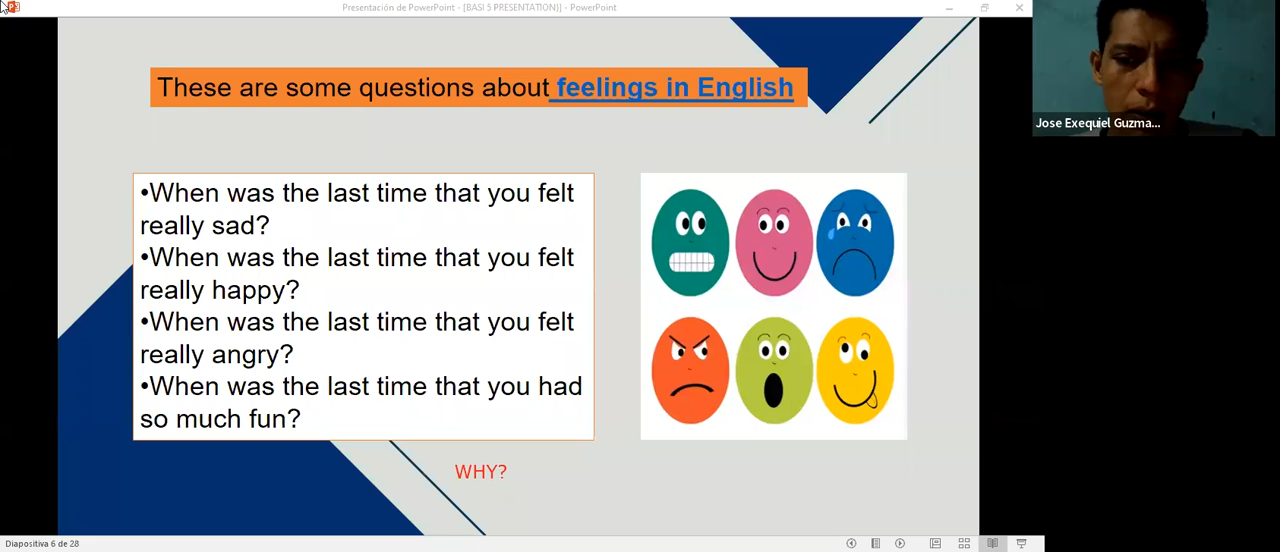 Presentación de PowerPoint - [BASI 5 PRESENTATION)] - PowerPoint
These are some questions about feelings in English
Jose Exequiel Guzma...
•When was the last time that you felt
really sad?
•When was the last time that you felt
really happy?
•When was the last time that you felt
really angry?
•When was the last time that you had
so much fun?
WHY?
Diapositiva 6 de 28